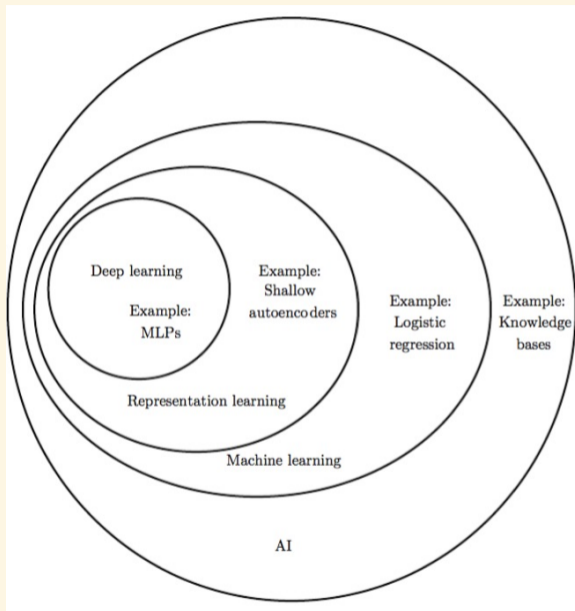 Deep learning
Example:
MLPs
Example:
Shallow
autoencoders
Example:
Logistic
regression
Example:
Knowledge
bases
Representation learning
Machine learning
AI